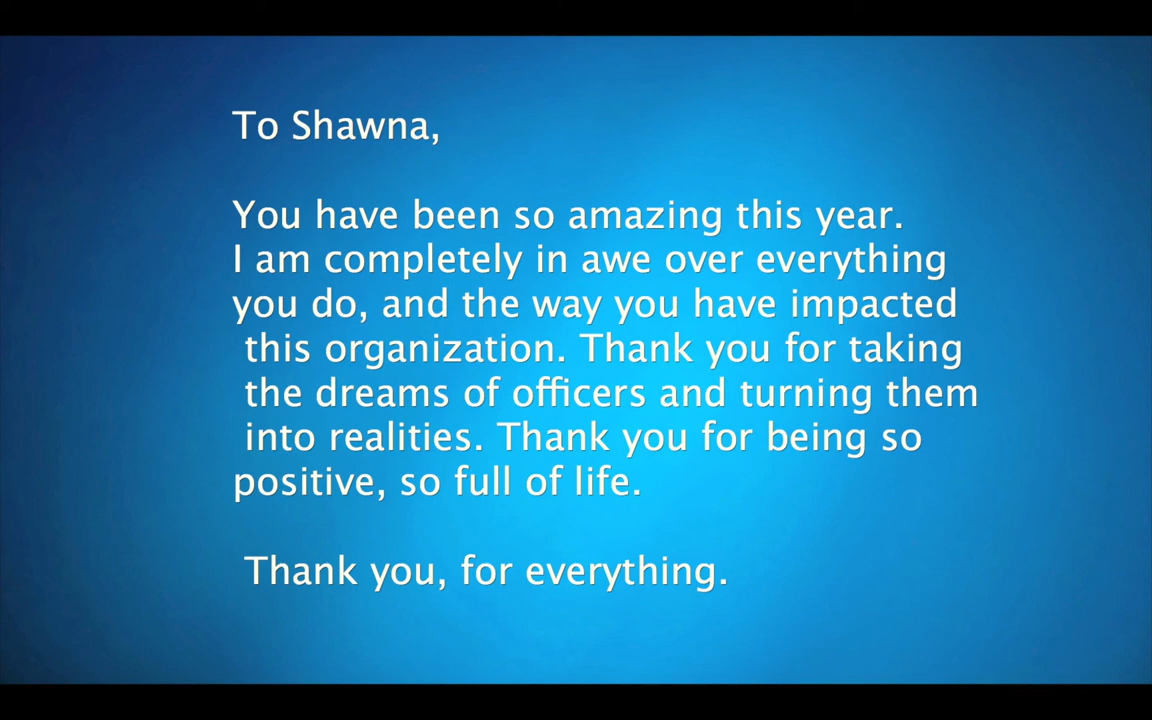 To Shawna,
You have been so amazing this year.
I am completely in awe over everything
you do, and the way you have impacted
this organization. Thank you for taking
the dreams of officers and turning them
into realities. Thank you for being so
positive, so full of life.
Thank you, for everything.